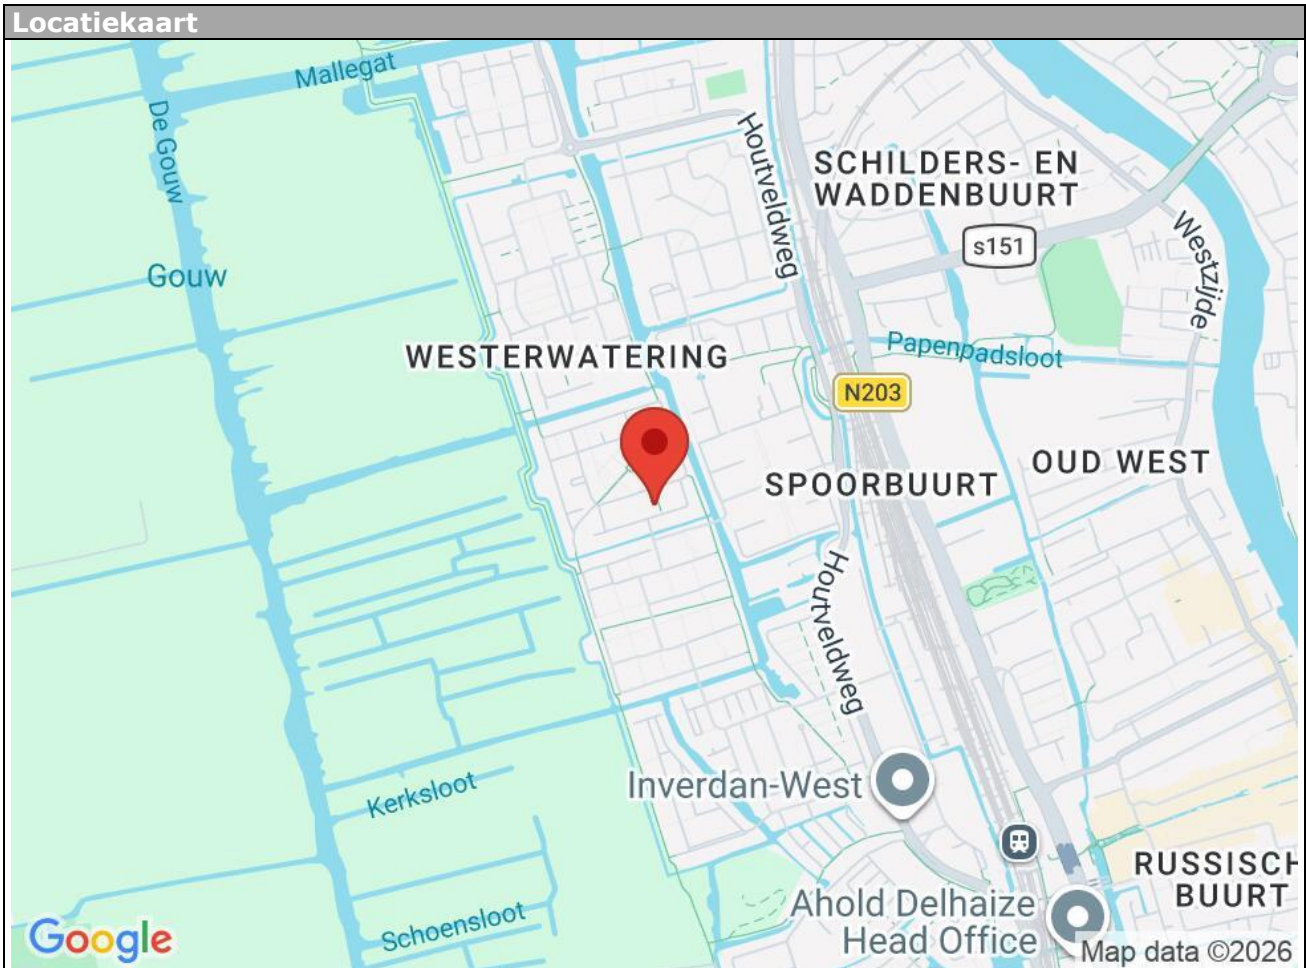 Locatiekaart
Mallegat
De Gouw
Houtveldweg
SCHILDERS- EN
WADDENBUURT
s151
Westzijde
Gouw
WESTERWATERING
Papenpadsloot
N203
SPOORBUURT
OUD WEST
Houtveldweg
Inverdan-West
Kerksloot
RUSSISCH
BUURT
Ahold Delhaize
Head Office
Schoensloot
Google
Map data ©2026